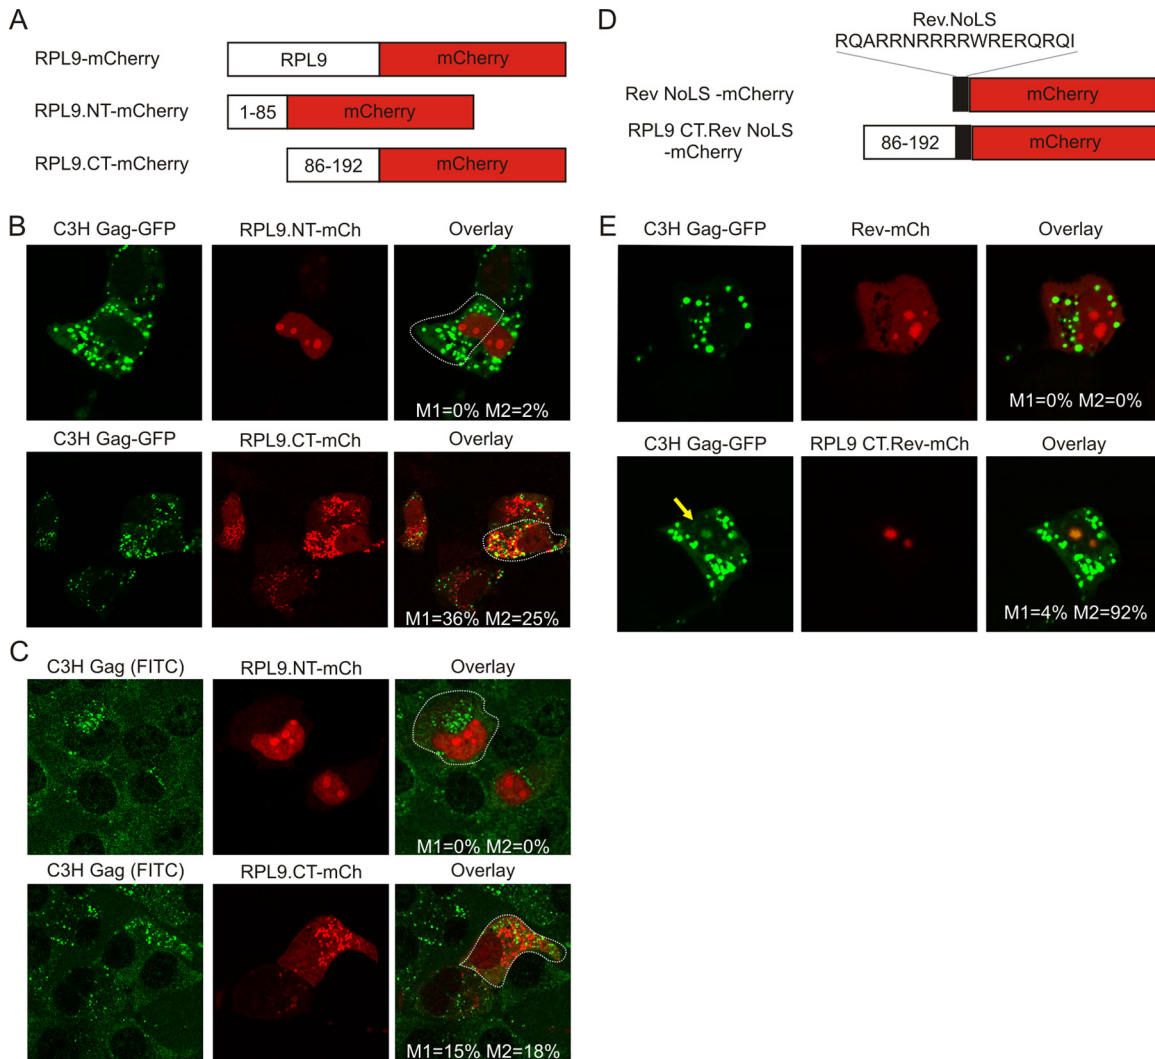 A
RPL9-mCherry
RPL9
mCherry
RPL9.NT-mCherry
1-85
mCherry
RPL9.CT-mCherry
86-192
mCherry
B
C3H Gag-GFP
RPL9.NT-mCh
Overlay
M1=0% M2=2%
C3H Gag-GFP
RPL9.CT-mCh
Overlay
M1=36% M2=25%
C
C3H Gag (FITC)
RPL9.NT-mCh
Overlay
M1=0% M2=0%
C3H Gag (FITC)
RPL9.CT-mCh
Overlay
M1=15% M2=18%
D
Rev.NoLS
RQARRNRRRRWRERQRQI
Rev NoLS -mCherry
mCherry
RPL9 CT.Rev NoLS
-mCherry
86-192
mCherry
E
C3H Gag-GFP
Rev-mCh
Overlay
M1=0% M2=0%
C3H Gag-GFP
RPL9 CT.Rev-mCh
Overlay
M1=4% M2=92%